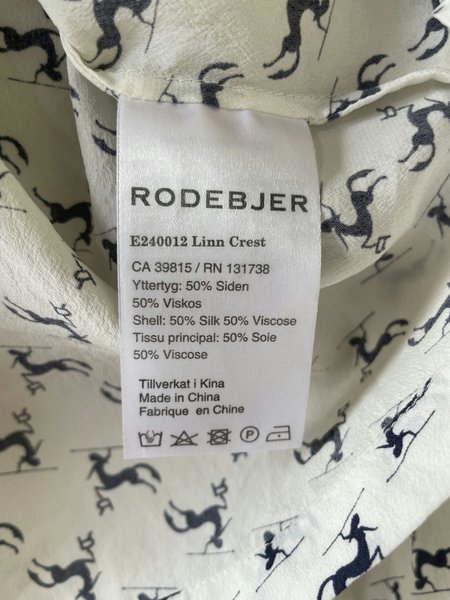 RODEBJER
E240012 Linn Crest
CA 39815 / RN 131738
Yttertyg: 50% Siden
50% Viskos
Shell: 50% Silk 50% Viscose
Tissu principal: 50% Soie
50% Viscose
Tillverkat i Kina
Made in China
Fabrique en Chine
P